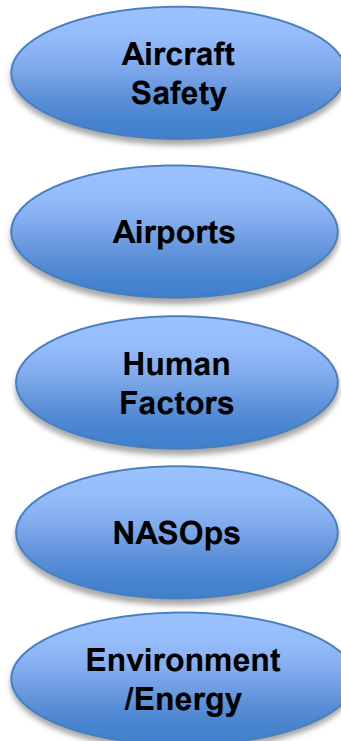 Aircraft
Safety
Airports
Human
Factors
NASOps
Environment
/Energy